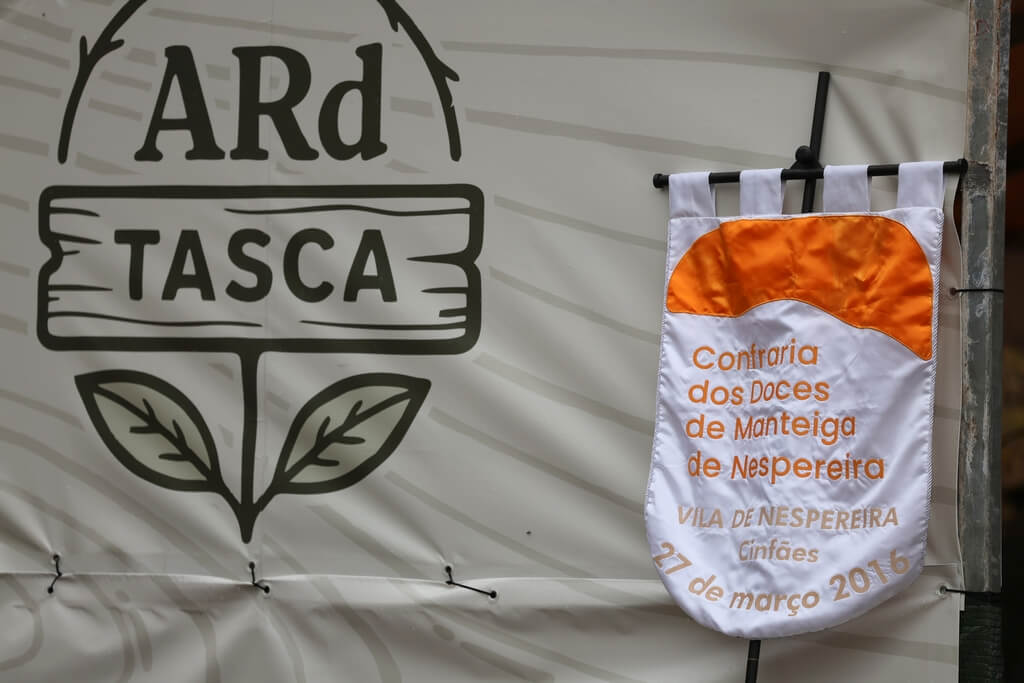 ARd
TASCA
Confraria
dos Doces
de Manteiga
de Nespereira
VILA DE NESPEREIRA
Cinfães
27 de março 2016